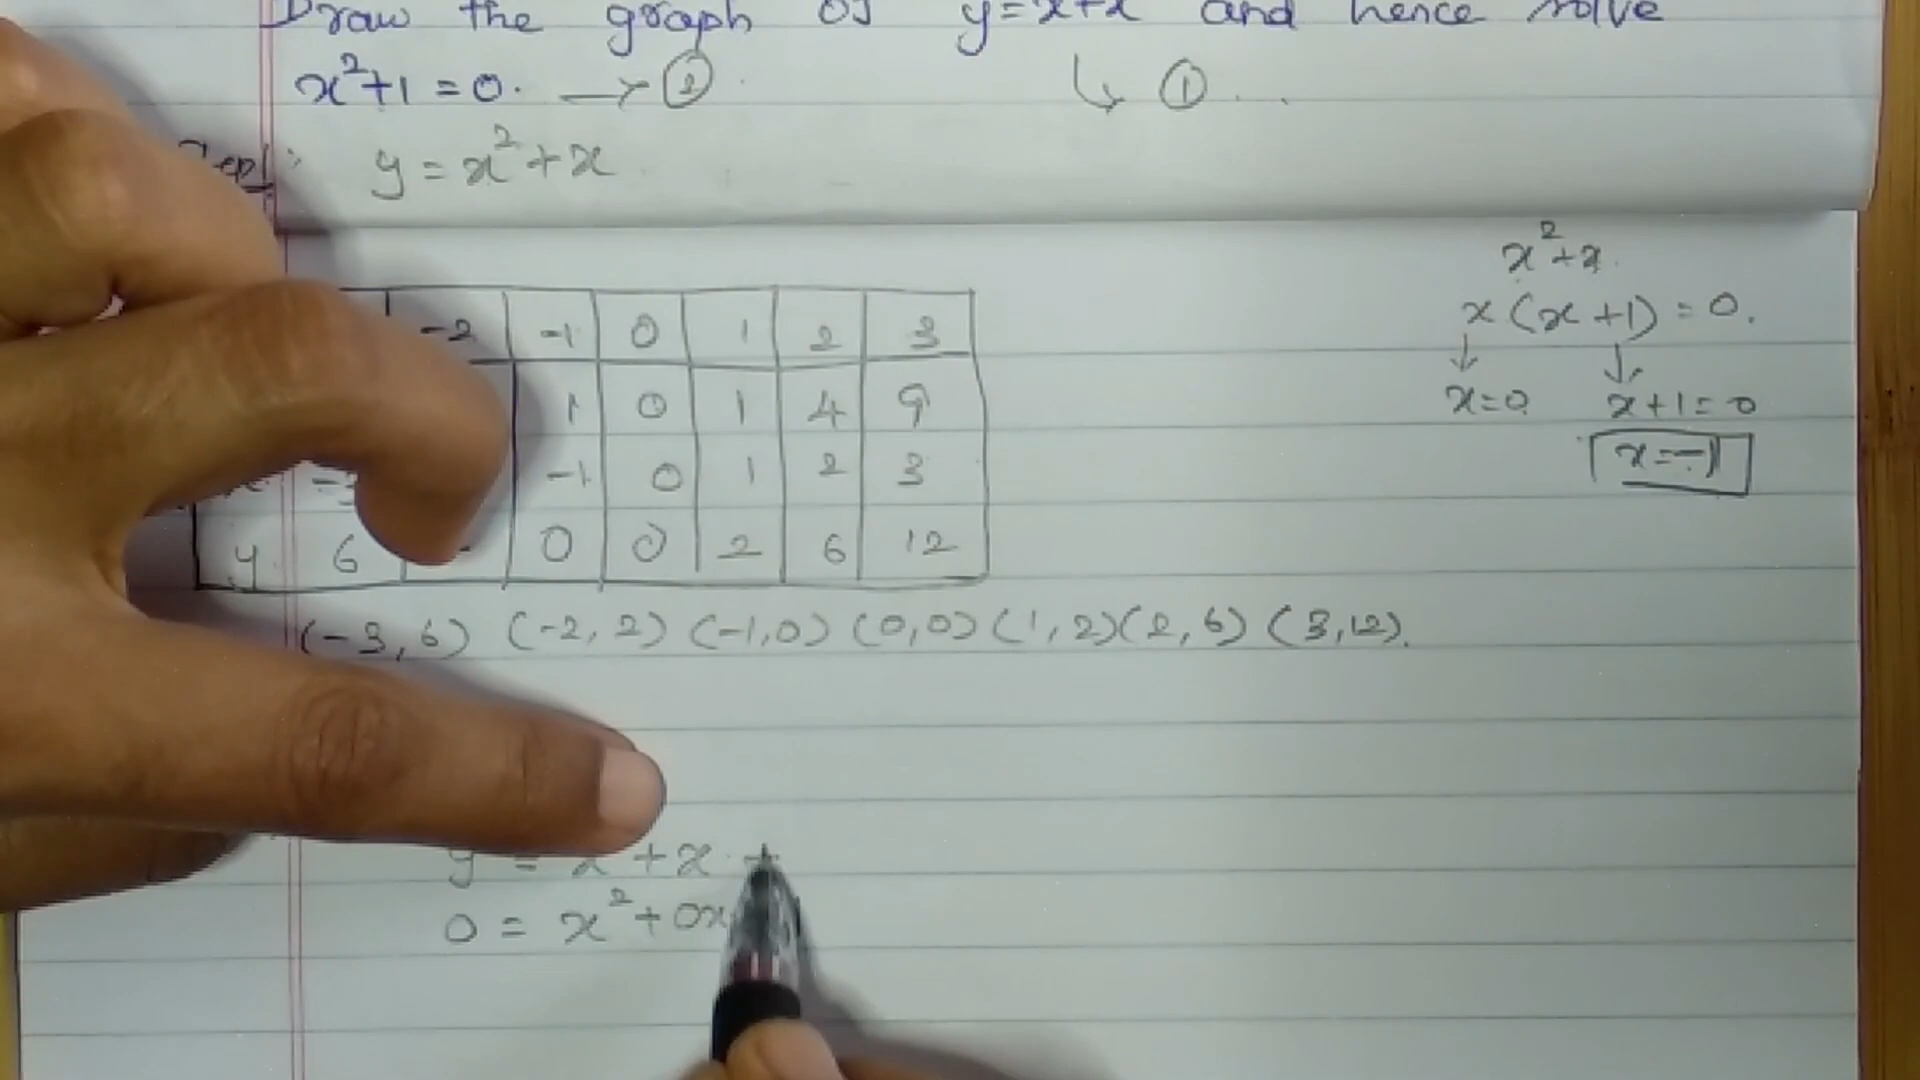 Draw the graph of y=x²+x and hence solve
x²+1=0. → ② ↳ ①
Step1: y=x²+x
x²+x
x(x+1)=0.
x=0 x+1=0
x=-1
-2 -1 0 1 2 3
1 0 1 4 9
-3 -1 0 1 2 3
y 6 0 0 2 6 12
(-3,6) (-2,2) (-1,0) (0,0) (1,2) (2,6) (3,12).
y = x +x +
0 = x²+0x